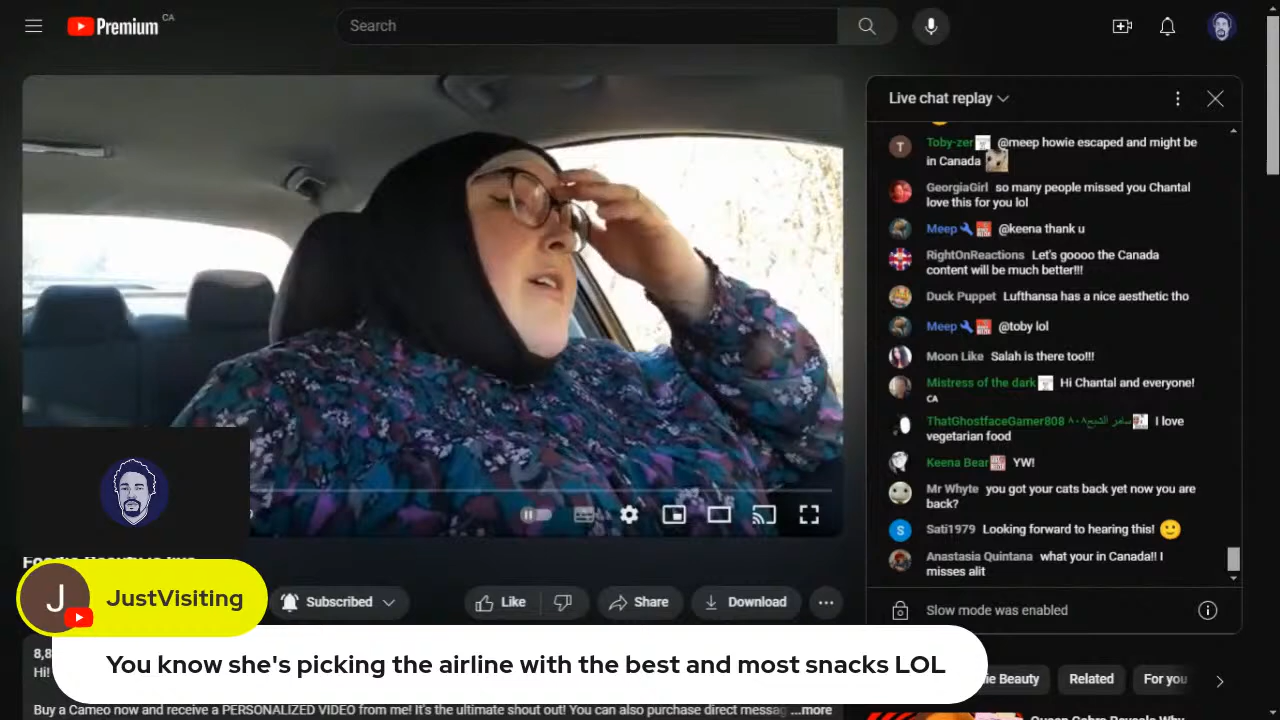 Premium CA
Search
Live chat replay
Toby-zer @meep howie escaped and might be
in Canada
GeorgiaGirl so many people missed you Chantal
love this for you lol
Meep @keena thank u
RightOnReactions Let's goooo the Canada
content will be much better!!!
Duck Puppet Lufthansa has a nice aesthetic tho
Meep @toby lol
Moon Like Salah is there too!!!
Mistress of the dark Hi Chantal and everyone!
CA
ThatGhostfaceGamer808 سامر الشبح٨٠٨ I love
vegetarian food
Keena Bear YW!
Mr Whyte you got your cats back yet now you are
back?
Sati1979 Looking forward to hearing this!
Anastasia Quintana what your in Canada!! I
misses alit
Slow mode was enabled
Subscribed
Like
Share
Download
J
JustVisiting
You know she's picking the airline with the best and most snacks LOL
8,8
Hi!
ie Beauty
Related
For you
Buy a Cameo now and receive a PERSONALIZED VIDEO from me! It's the ultimate shout out! You can also purchase direct messag ...more